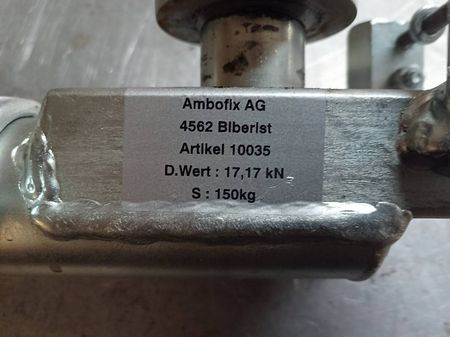 Ambofix AG
4562 Biberist
Artikel 10035
D.Wert : 17,17 kN
S : 150kg